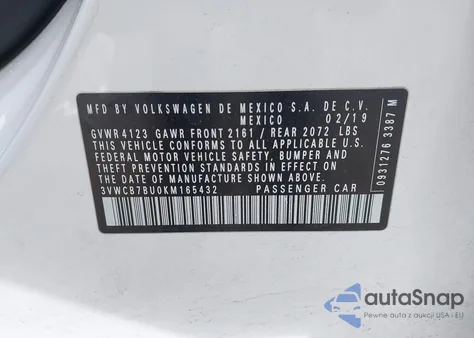 MFD BY VOLKSWAGEN DE MEXICO S.A. DE C.V.
MEXICO 02/19
GVWR 4123 GAWR FRONT 2161 / REAR 2072 LBS
THIS VEHICLE CONFORMS TO ALL APPLICABLE
FEDERAL MOTOR VEHICLE SAFETY, BUMPER AND
THEFT PREVENTION STANDARDS IN EFFECT ON
THE DATE OF MANUFACTURE SHOWN ABOVE.
3VWCB7BU0KM165432 PASSENGER CAR
0931276 3387 M
autoSnap
Pewne auta z USA i EU